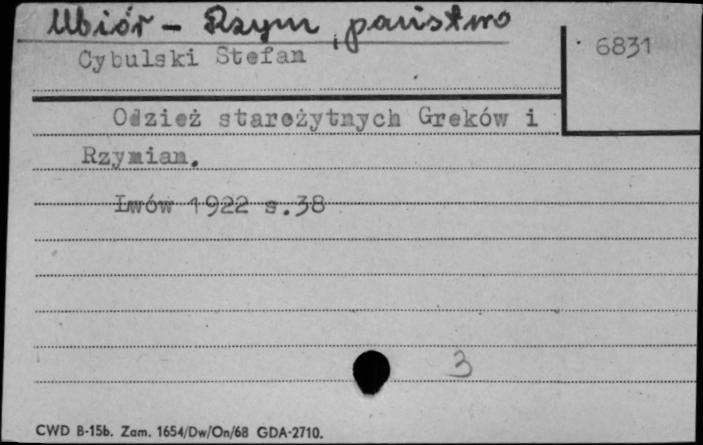 Ubiór - Rzym, państwo
Cybulski Stefan
6831
Odzież starożytnych Greków i
Rzymian.
Lwów 1922 s.38
3
CWD B-15b. Zam. 1654/Dw/On/68 GDA-2710.